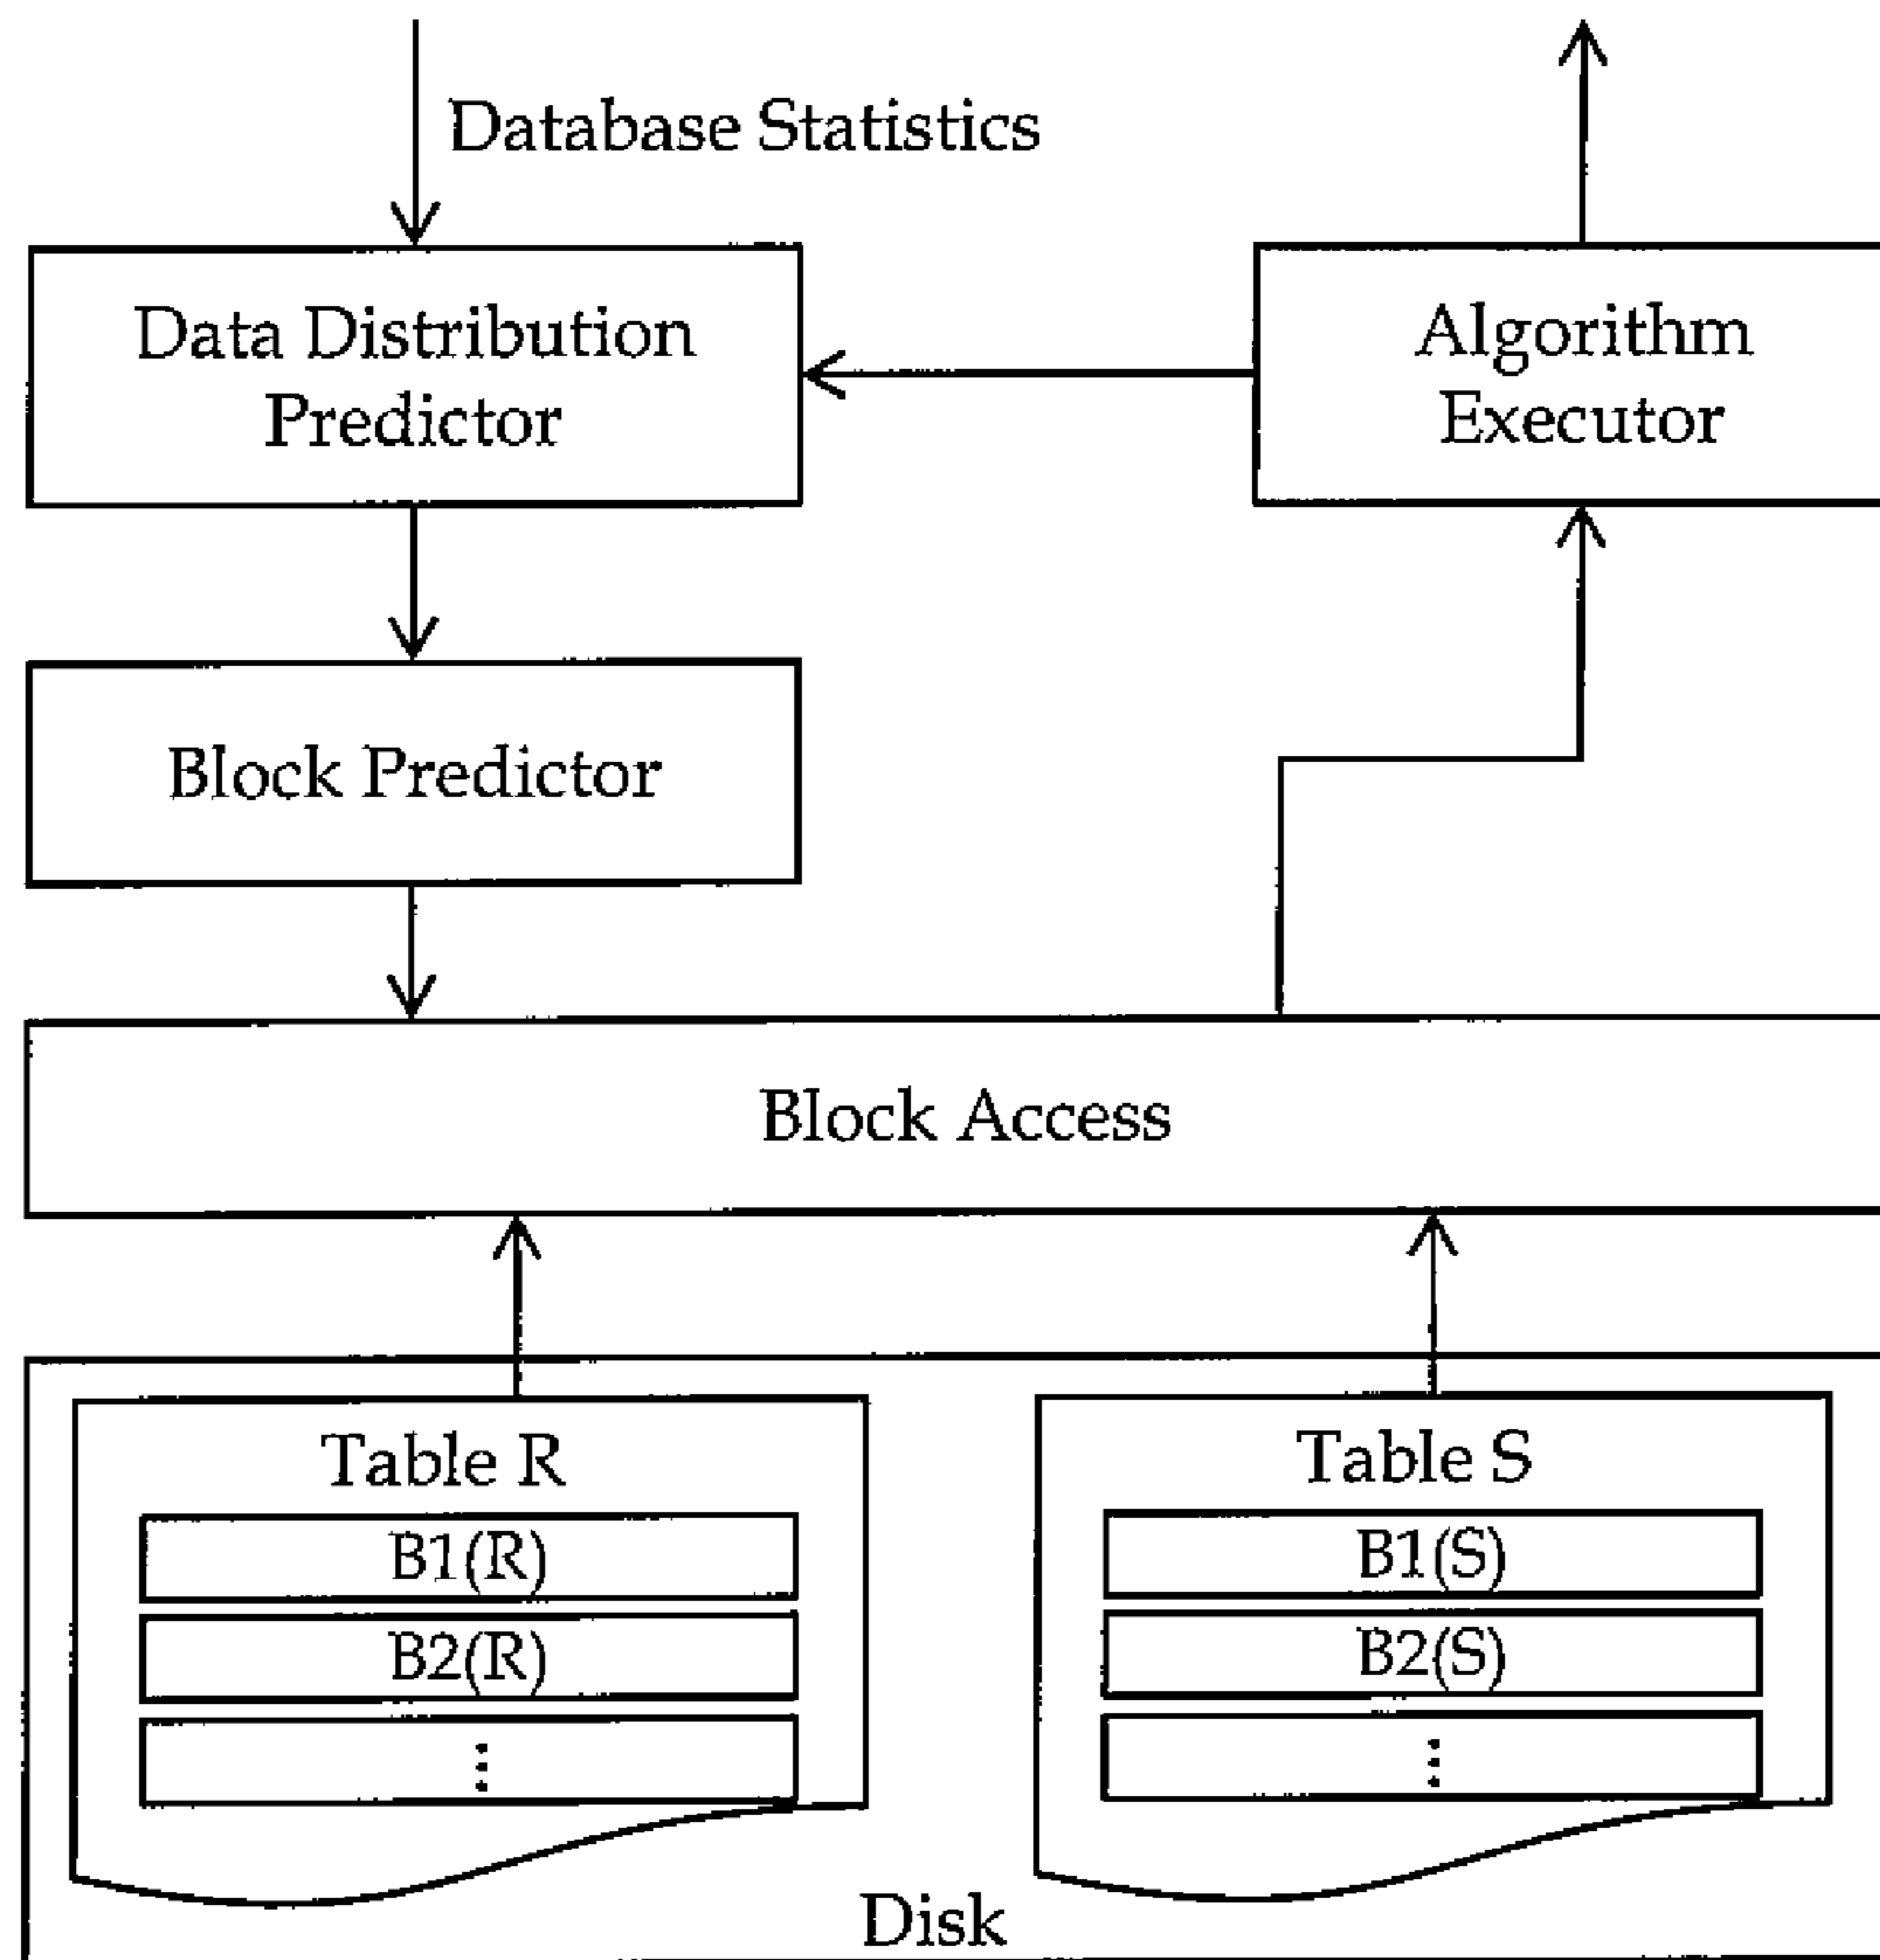 Database Statistics
Data Distribution
Predictor
Algorithm
Executor
Block Predictor
Block Access
Table R
B1(R)
B2(R)
⋮
Table S
B1(S)
B2(S)
⋮
Disk